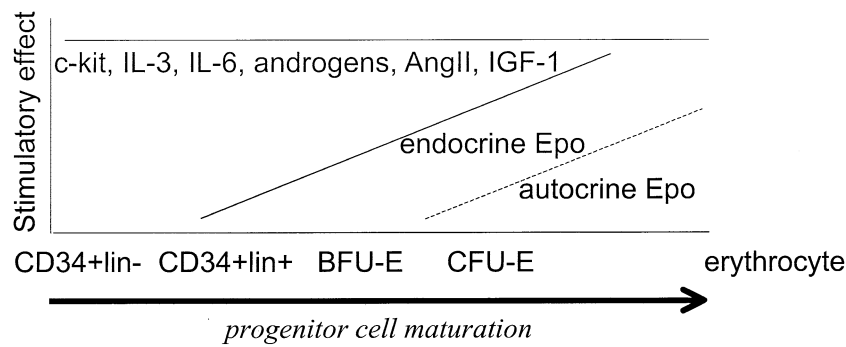 Stimulatory effect
c-kit, IL-3, IL-6, androgens, AngII, IGF-1
endocrine Epo
autocrine Epo
CD34+lin- CD34+lin+ BFU-E CFU-E erythrocyte
progenitor cell maturation